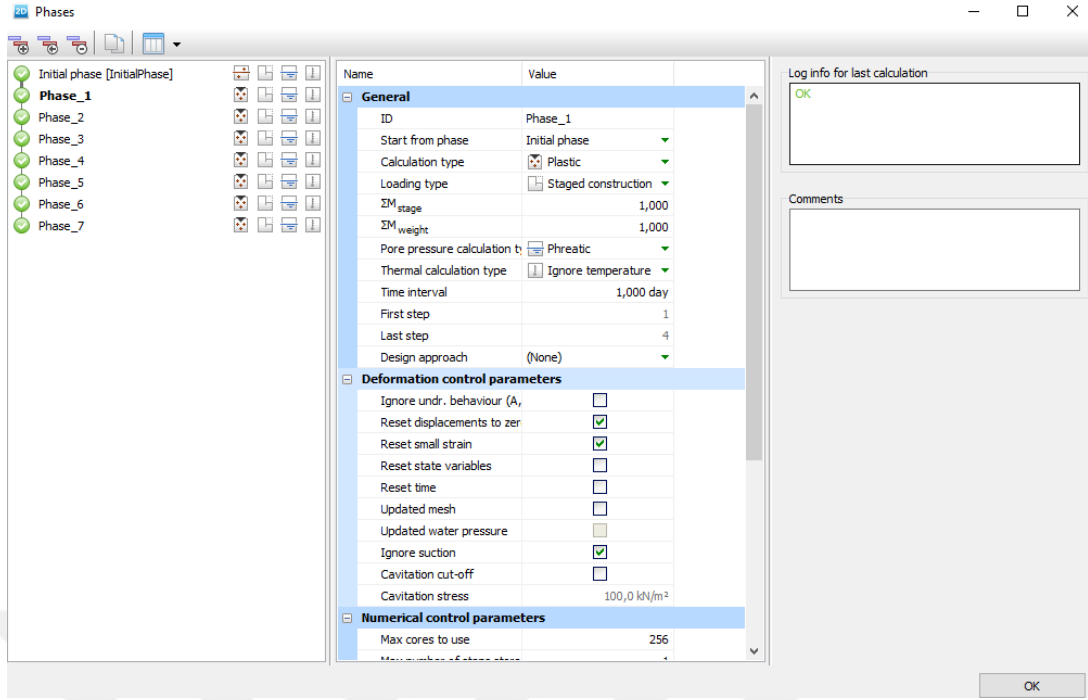 2D Phases
Initial phase [InitialPhase]
Phase_1
Phase_2
Phase_3
Phase_4
Phase_5
Phase_6
Phase_7
Name Value
General
ID Phase_1
Start from phase Initial phase
Calculation type Plastic
Loading type Staged construction
ΣM stage 1,000
ΣM weight 1,000
Pore pressure calculation ty Phreatic
Thermal calculation type Ignore temperature
Time interval 1,000 day
First step 1
Last step 4
Design approach (None)
Deformation control parameters
Ignore undr. behaviour (A,
Reset displacements to zer
Reset small strain
Reset state variables
Reset time
Updated mesh
Updated water pressure
Ignore suction
Cavitation cut-off
Cavitation stress 100,0 kN/m²
Numerical control parameters
Max cores to use 256
Log info for last calculation
OK
Comments
OK